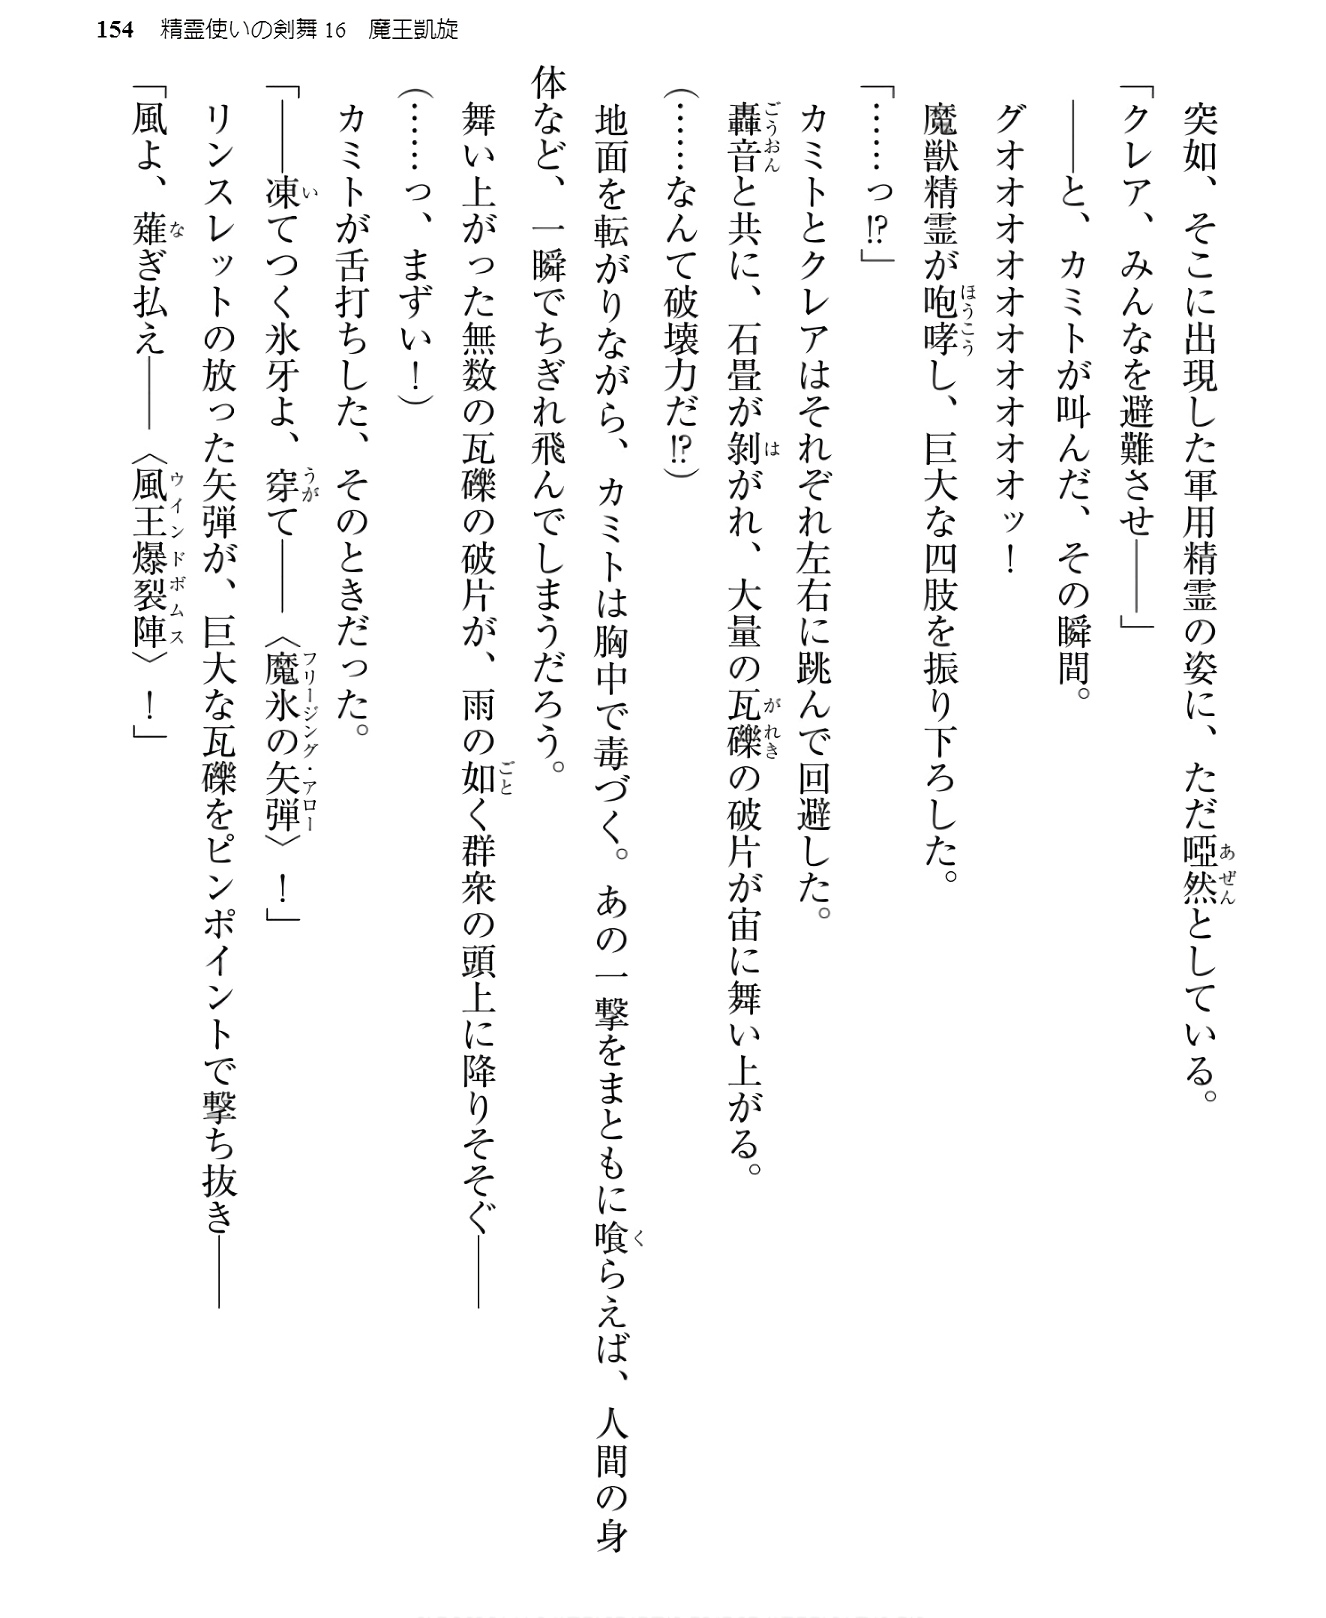 154 精霊使いの剣舞16 魔王凱旋
突如、そこに出現した軍用精霊の姿に、ただ啞然としている。
「クレア、みんなを避難させ――」
――と、カミトが叫んだ、その瞬間。
グオオオオオオオオオオッ！
魔獣精霊が咆哮し、巨大な四肢を振り下ろした。
「……っ⁉」
カミトとクレアはそれぞれ左右に跳んで回避した。
轟音と共に、石畳が剝がれ、大量の瓦礫の破片が宙に舞い上がる。
（……なんて破壊力だ⁉）
地面を転がりながら、カミトは胸中で毒づく。あの一撃をまともに喰らえば、人間の身
体など、一瞬でちぎれ飛んでしまうだろう。
舞い上がった無数の瓦礫の破片が、雨の如く群衆の頭上に降りそそぐ――
（……っ、まずい！）
カミトが舌打ちした、そのときだった。
「――凍てつく氷牙よ、穿て――〈魔氷の矢弾〉！」
リンスレットの放った矢弾が、巨大な瓦礫をピンポイントで撃ち抜き――
「風よ、薙ぎ払え――〈風王爆裂陣〉！」